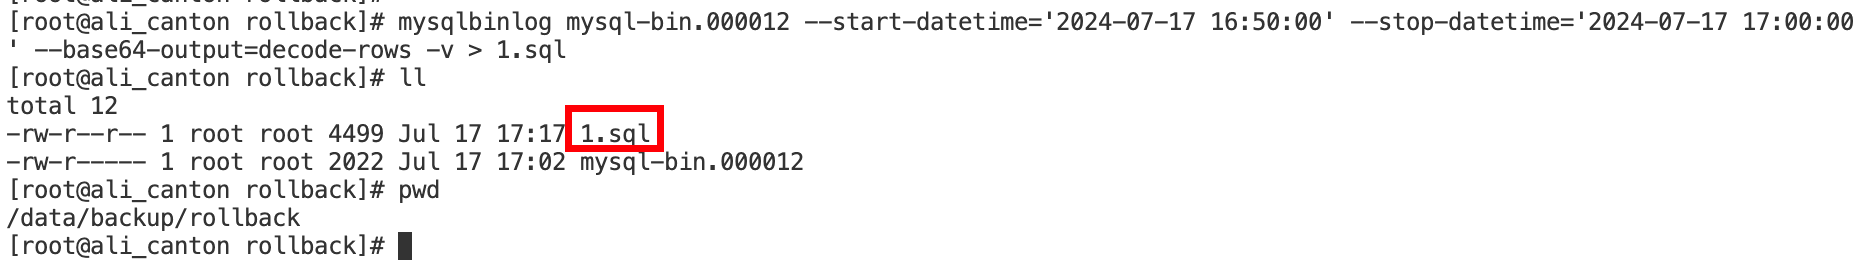 [root@ali_canton rollback]# mysqlbinlog mysql-bin.000012 --start-datetime='2024-07-17 16:50:00' --stop-datetime='2024-07-17 17:00:00
' --base64-output=decode-rows -v > 1.sql
[root@ali_canton rollback]# ll
total 12
-rw-r--r-- 1 root root 4499 Jul 17 17:17 1.sql
-rw-r----- 1 root root 2022 Jul 17 17:02 mysql-bin.000012
[root@ali_canton rollback]# pwd
/data/backup/rollback
[root@ali_canton rollback]#